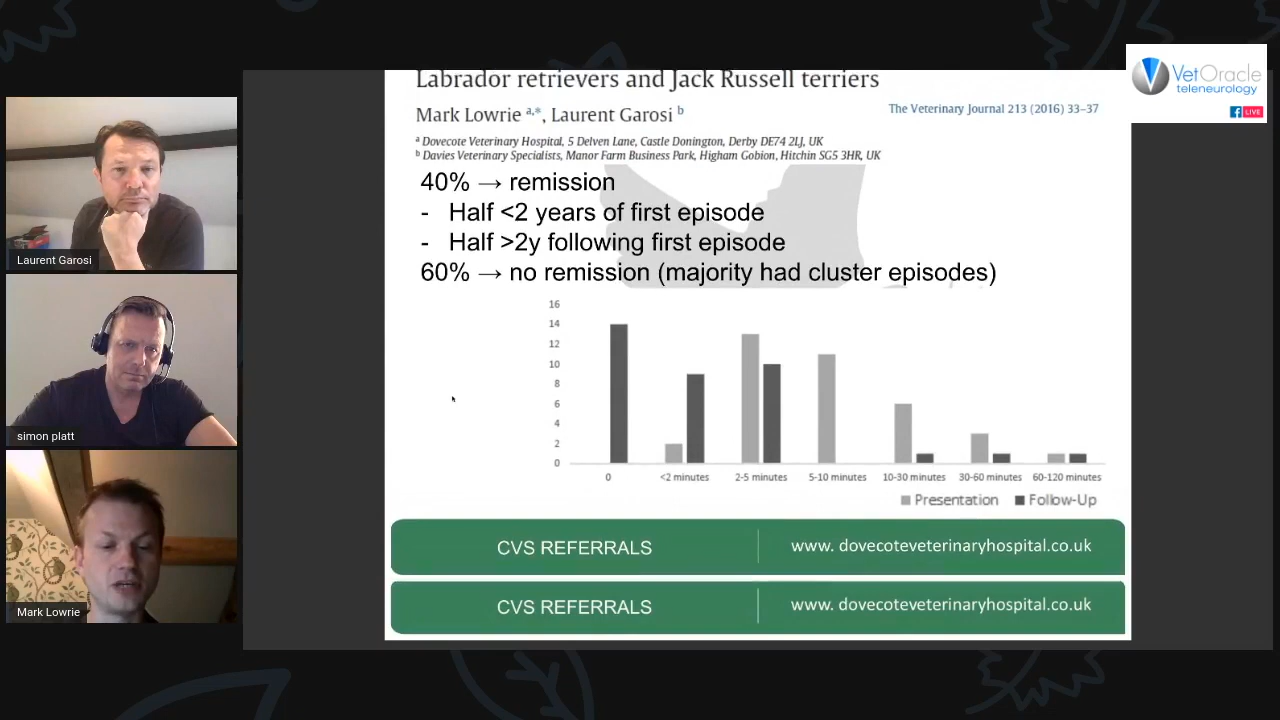 VetOracle
teleneurology
f LIVE
Laurent Garosi
simon platt
Mark Lowrie
Labrador retrievers and Jack Russell terriers
Mark Lowrie a,*, Laurent Garosi b
The Veterinary Journal 213 (2016) 33–37
a Dovecote Veterinary Hospital, 5 Delven Lane, Castle Donington, Derby DE74 2LJ, UK
b Davies Veterinary Specialists, Manor Farm Business Park, Higham Gobion, Hitchin SG5 3HR, UK
40% → remission
- Half <2 years of first episode
- Half >2y following first episode
60% → no remission (majority had cluster episodes)
16
14
12
10
8
6
4
2
0
0 <2 minutes 2-5 minutes 5-10 minutes 10-30 minutes 30-60 minutes 60-120 minutes
Presentation Follow-Up
CVS REFERRALS www. dovecoteveterinaryhospital.co.uk
CVS REFERRALS www. dovecoteveterinaryhospital.co.uk